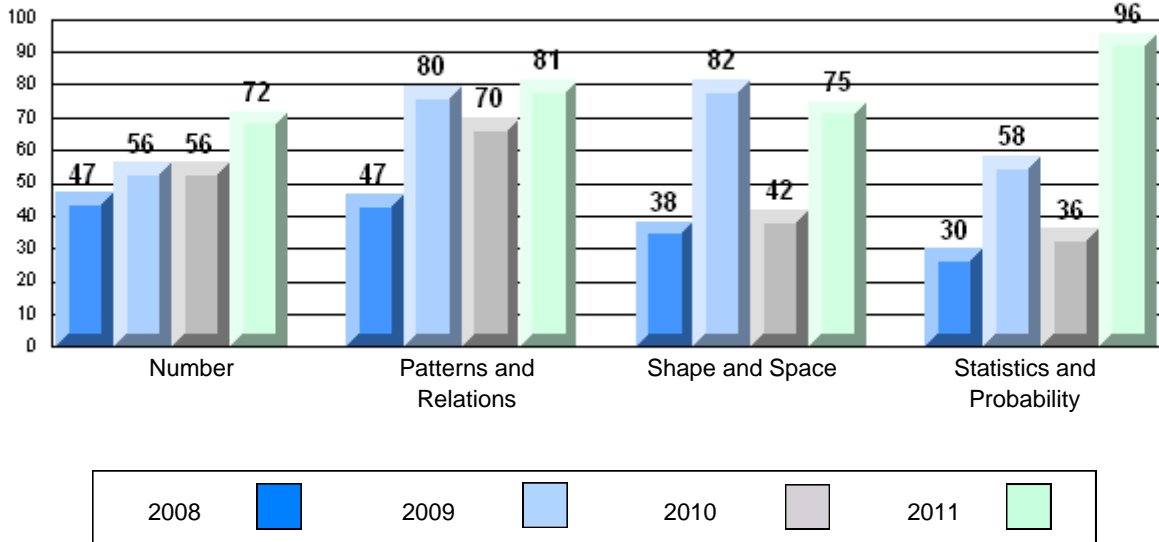 100
90
80
70
60
50
40
30
20
10
0
47 56 56 72
47 80 70 81
38 82 42 75
30 58 36 96
Number
Patterns and
Relations
Shape and Space
Statistics and
Probability
2008 2009 2010 2011